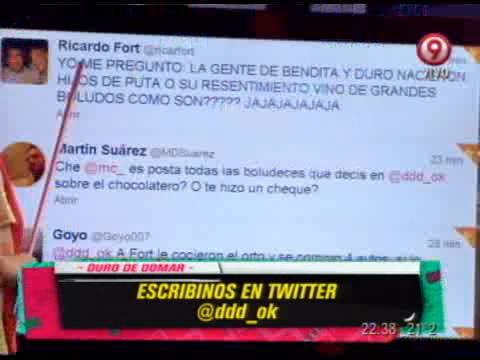 Ricardo Fort @ricarfort
YO ME PREGUNTO: LA GENTE DE BENDITA Y DURO NACIERON
HIJOS DE PUTA O SU RESENTIMIENTO VINO DE GRANDES
BOLUDOS COMO SON????? JAJAJAJAJAJA
Abrir
9
Martín Suárez @MDSuarez
23 min
Che @mc_ es posta todas las boludeces que decis en @ddd_ok
sobre el chocolatero? O te hizo un cheque?
Abrir
Goyo @Goyo007
28 min
@ddd_ok A Fort le cocieron el orto y se compro 4 autos,
- DURO DE DOMAR -
ESCRIBINOS EN TWITTER
@ddd_ok
22:38